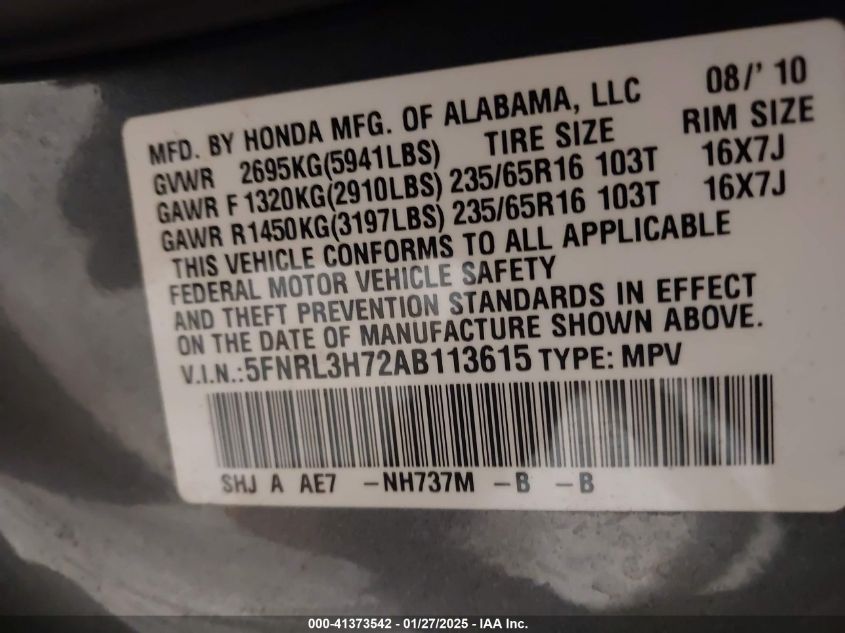 MFD. BY HONDA MFG. OF ALABAMA, LLC 08/' 10
GVWR 2695KG(5941LBS) TIRE SIZE RIM SIZE
GAWR F 1320KG(2910LBS) 235/65R16 103T 16X7J
GAWR R1450KG(3197LBS) 235/65R16 103T 16X7J
THIS VEHICLE CONFORMS TO ALL APPLICABLE
FEDERAL MOTOR VEHICLE SAFETY
AND THEFT PREVENTION STANDARDS IN EFFECT
ON THE DATE OF MANUFACTURE SHOWN ABOVE.
V.I.N.:5FNRL3H72AB113615 TYPE: MPV
SHJ A AE7 -NH737M -B -B
000-41373542 - 01/27/2025 - IAA Inc.